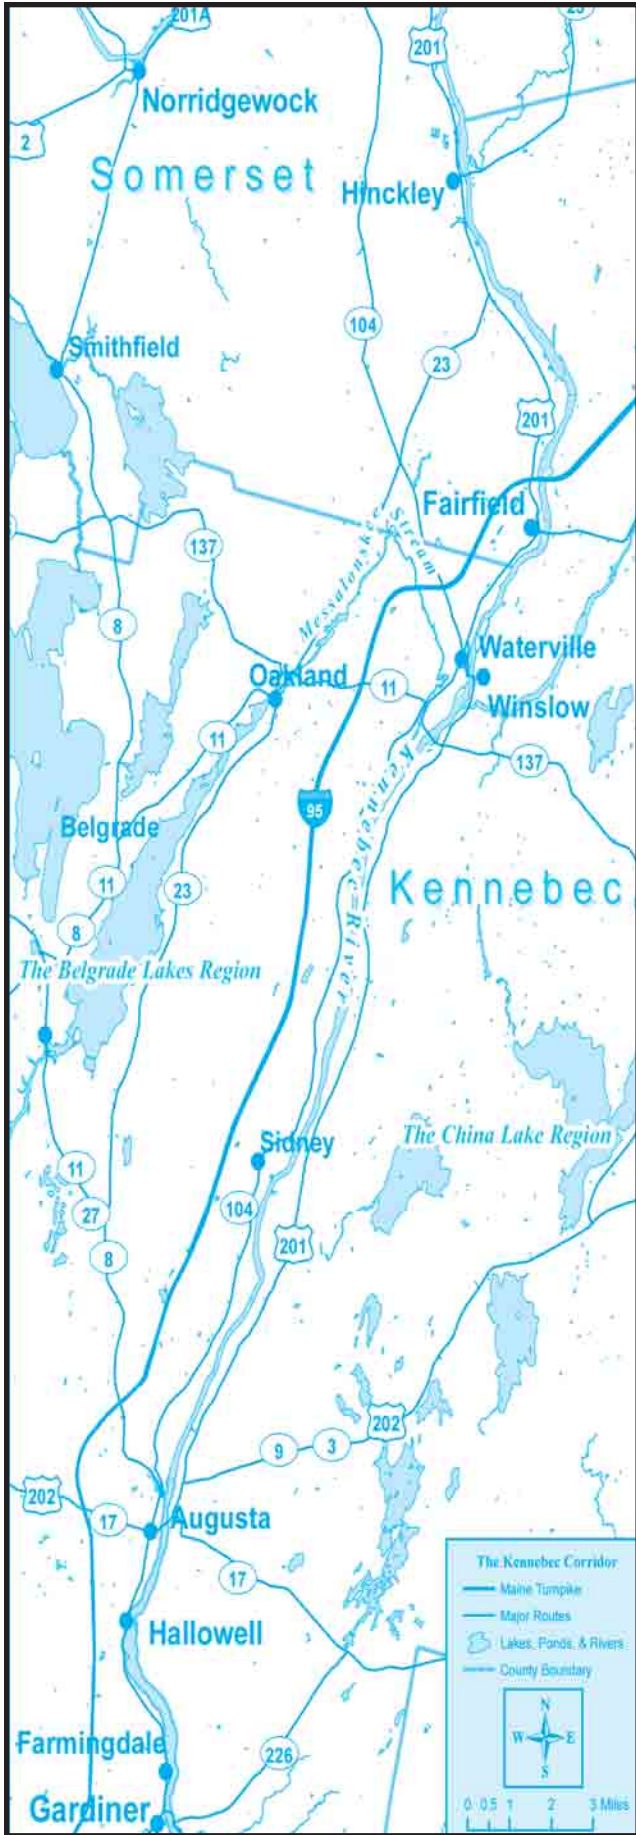 201A
201
23
Norridgewock
2
Somerset
Hinckley
104
Smithfield
23
201
Fairfield
Messalonskee
Stream
137
8
Waterville
Oakland
11
Winslow
11
137
95
Belgrade
Kennebec River
11
23
Kennebec
8
The Belgrade Lakes Region
The China Lake Region
Sidney
11
104
27
201
8
202
9
3
202
17
Augusta
17
Hallowell
Farmingdale
226
Gardiner
The Kennebec Corridor
Maine Turnpike
Major Routes
Lakes, Ponds, & Rivers
County Boundary
N
W
E
S
0 0.5 1 2 3 Miles